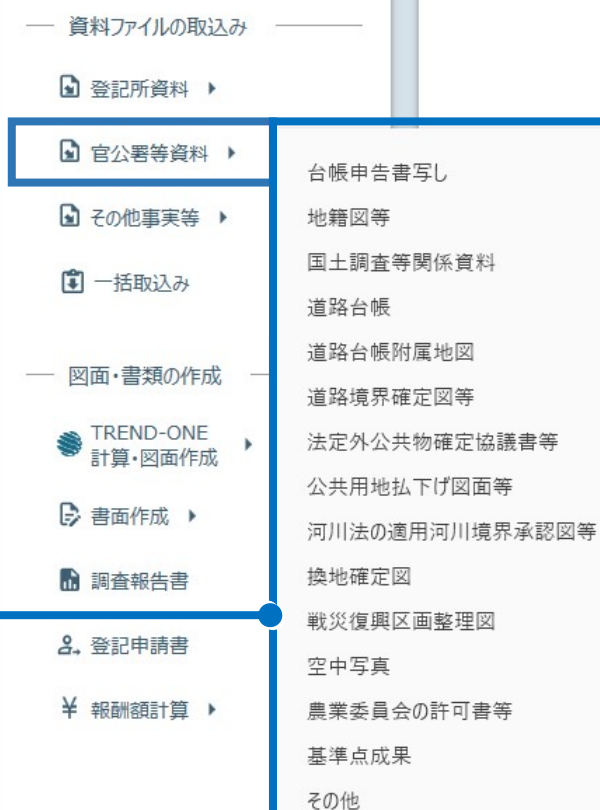 資料ファイルの取込み
登記所資料
官公署等資料
その他事実等
一括取込み
図面・書類の作成
TREND-ONE
計算・図面作成
書面作成
調査報告書
登記申請書
報酬額計算
台帳申告書写し
地籍図等
国土調査等関係資料
道路台帳
道路台帳附属地図
道路境界確定図等
法定外公共物確定協議書等
公共用地払下げ図面等
河川法の適用河川境界承認図等
換地確定図
戦災復興区画整理図
空中写真
農業委員会の許可書等
基準点成果
その他